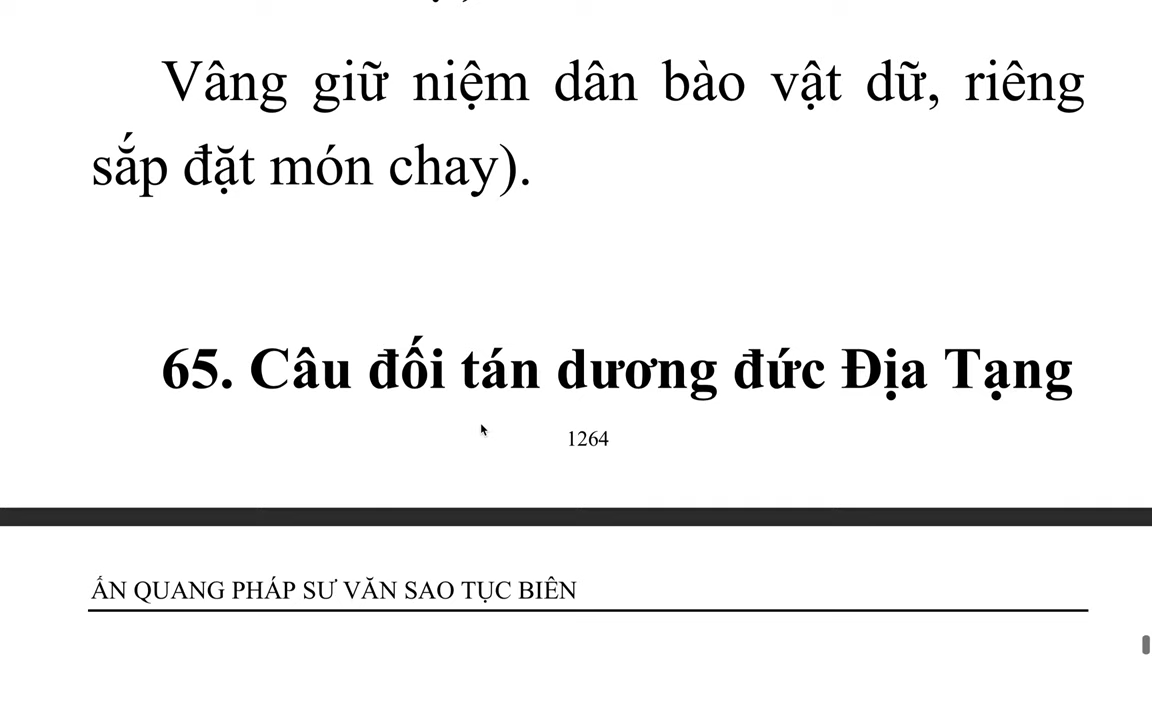 Vâng giữ niệm dân bào vật dữ, riêng
sắp đặt món chay).
65. Câu đối tán dương đức Địa Tạng
1264
ẤN QUANG PHÁP SƯ VĂN SAO TỤC BIÊN